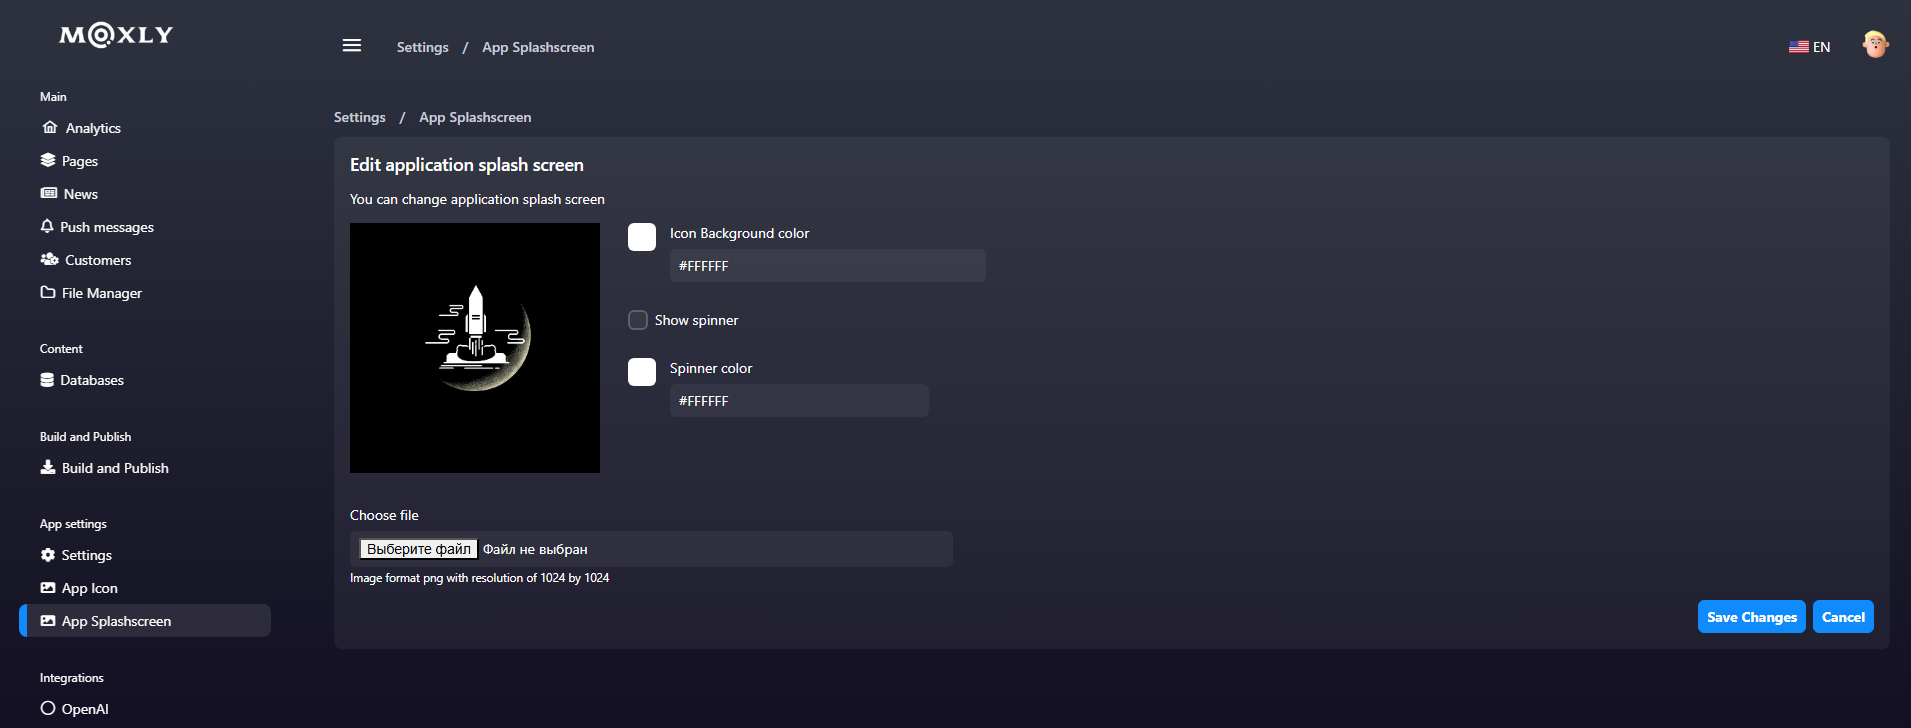 MOXLY
Settings / App Splashscreen
EN
Main
Analytics
Pages
News
Push messages
Customers
File Manager
Content
Databases
Build and Publish
Build and Publish
App settings
Settings
App Icon
App Splashscreen
Integrations
OpenAI
Settings / App Splashscreen
Edit application splash screen
You can change application splash screen
Icon Background color
#FFFFFF
Show spinner
Spinner color
#FFFFFF
Choose file
Выберите файл Файл не выбран
Image format png with resolution of 1024 by 1024
Save Changes Cancel